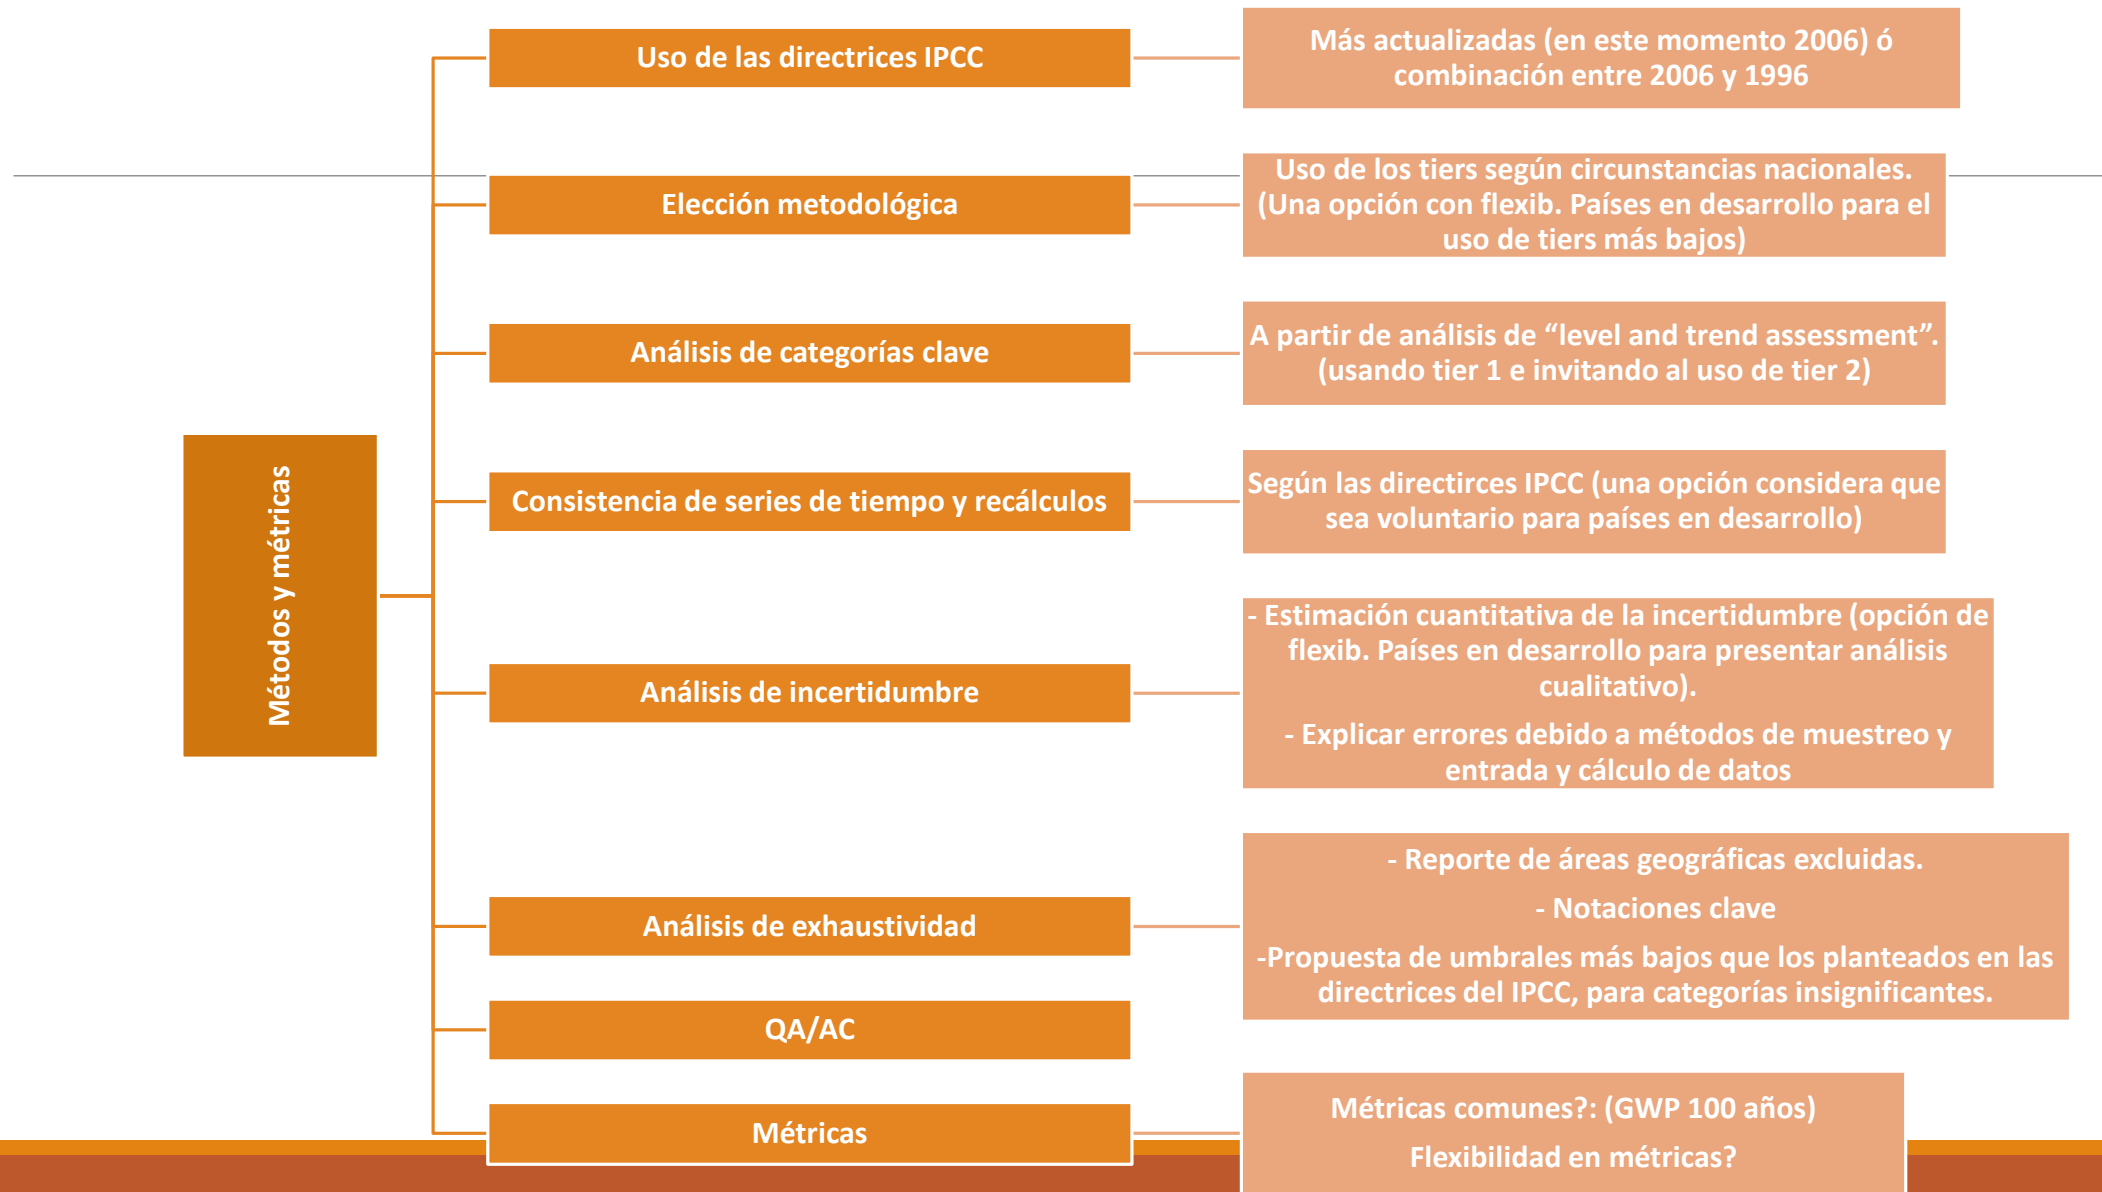 Métodos y métricas
Uso de las directrices IPCC
Más actualizadas (en este momento 2006) ó
combinación entre 2006 y 1996
Elección metodológica
Uso de los tiers según circunstancias nacionales.
(Una opción con flexib. Países en desarrollo para el
uso de tiers más bajos)
Análisis de categorías clave
A partir de análisis de “level and trend assessment”.
(usando tier 1 e invitando al uso de tier 2)
Consistencia de series de tiempo y recálculos
Según las directirces IPCC (una opción considera que
sea voluntario para países en desarrollo)
Análisis de incertidumbre
- Estimación cuantitativa de la incertidumbre (opción de
flexib. Países en desarrollo para presentar análisis
cualitativo).
- Explicar errores debido a métodos de muestreo y
entrada y cálculo de datos
Análisis de exhaustividad
- Reporte de áreas geográficas excluidas.
- Notaciones clave
-Propuesta de umbrales más bajos que los planteados en las
directrices del IPCC, para categorías insignificantes.
QA/AC
Métricas
Métricas comunes?: (GWP 100 años)
Flexibilidad en métricas?